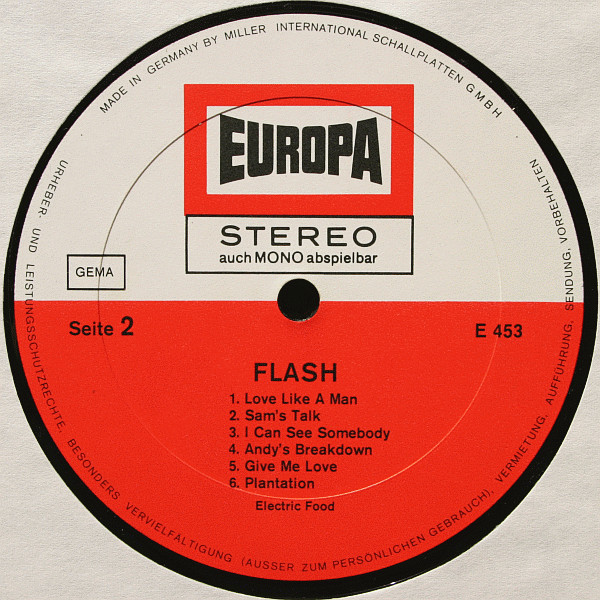 MADE IN GERMANY BY MILLER INTERNATIONAL SCHALLPLATTEN GMBH
EUROPA
STEREO
auch MONO abspielbar
GEMA
Seite 2
E 453
FLASH
1. Love Like A Man
2. Sam's Talk
3. I Can See Somebody
4. Andy's Breakdown
5. Give Me Love
6. Plantation
Electric Food
URHEBER- UND LEISTUNGSSCHUTZRECHTE, BESONDERS VERVIELFÄLTIGUNG (AUSSER ZUM PERSÖNLICHEN GEBRAUCH), VERMIETUNG, AUFFÜHRUNG, SENDUNG, VORBEHALTEN